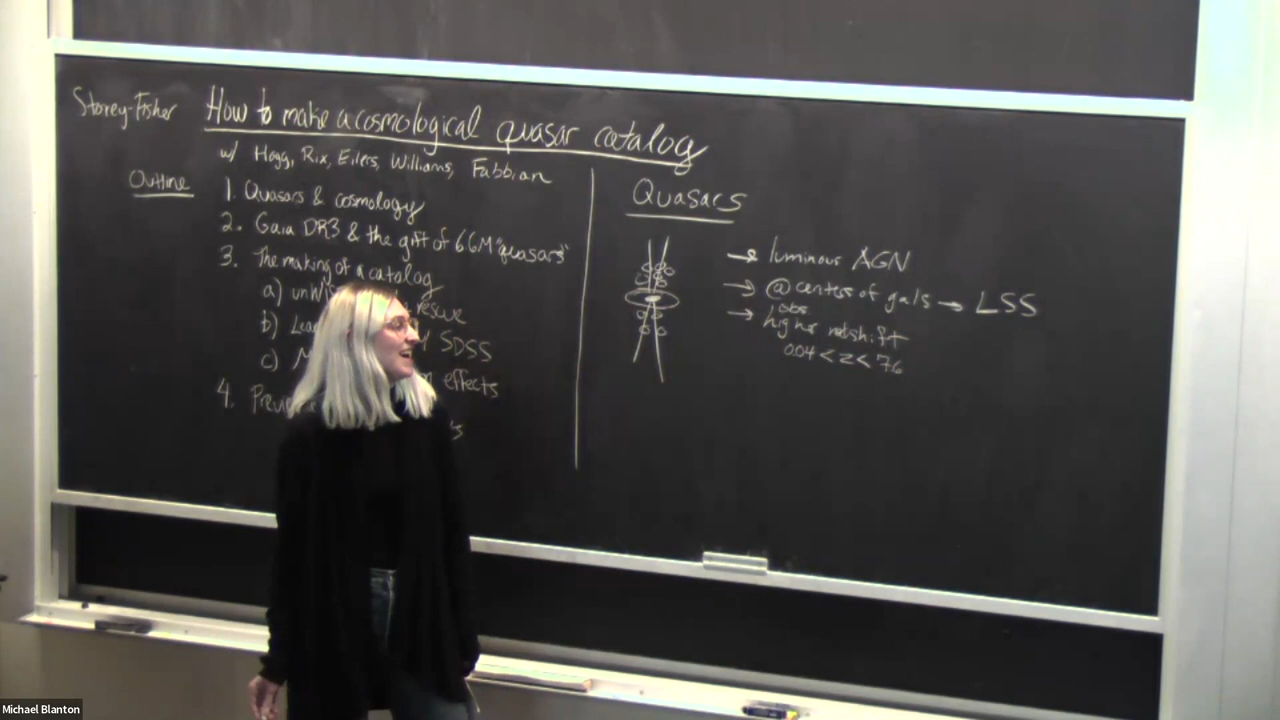 Storey-Fisher
How to make a cosmological quasar catalog
w/ Hogg, Rix, Eilers, Williams, Fabbian
Outline
1. Quasars & cosmology
2. Gaia DR3 & the gift of 6.6M "quasars"
3. The making of a catalog
a) unWISE
rescue
b)
SDSS
c)
effects
4.
Quasars
→ luminous AGN
→ @ centers of gals → LSS
→ obs
higher redshift
0.04 < z < 7.6
Michael Blanton